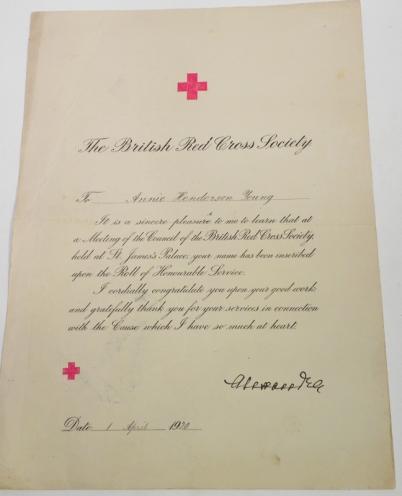 The British Red Cross Society
To Annie Henderson Young
It is a sincere pleasure to me to learn that at
a Meeting of the Council of the British Red Cross Society,
held at St. James's Palace, your name has been inscribed
upon the Roll of Honourable Service.
I cordially congratulate you upon your good work
and gratefully thank you for your services in connection
with the Cause which I have so much at heart.
Alexandra
Date 1 April 1920